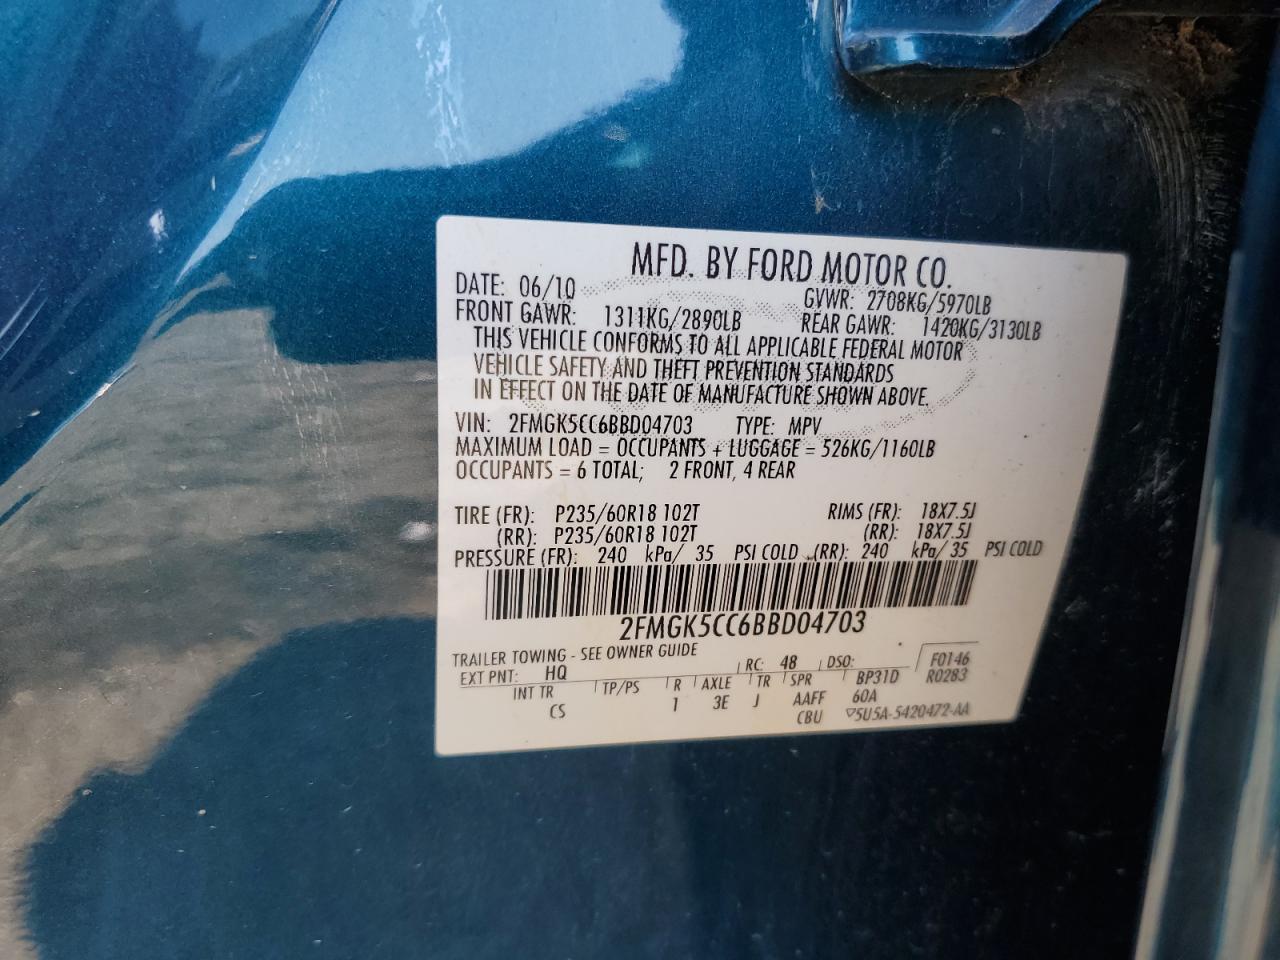 MFD. BY FORD MOTOR CO.
DATE: 06/10 GVWR: 2708KG/5970LB
FRONT GAWR: 1311KG/2890LB REAR GAWR: 1420KG/3130LB
THIS VEHICLE CONFORMS TO ALL APPLICABLE FEDERAL MOTOR
VEHICLE SAFETY AND THEFT PREVENTION STANDARDS
IN EFFECT ON THE DATE OF MANUFACTURE SHOWN ABOVE.
VIN: 2FMGK5CC6BBD04703 TYPE: MPV
MAXIMUM LOAD = OCCUPANTS + LUGGAGE = 526KG/1160LB
OCCUPANTS = 6 TOTAL; 2 FRONT, 4 REAR
TIRE (FR): P235/60R18 102T RIMS (FR): 18X7.5J
(RR): P235/60R18 102T (RR): 18X7.5J
PRESSURE (FR): 240 kPa/ 35 PSI COLD (RR): 240 kPa/ 35 PSI COLD
2FMGK5CC6BBD04703
TRAILER TOWING - SEE OWNER GUIDE
EXT PNT: HQ RC: 48 DSO: F0146
R0283
INT TR TP/PS R AXLE TR SPR BP31D
CS 1 3E J AAFF 60A
CBU ▽5U5A-5420472-AA